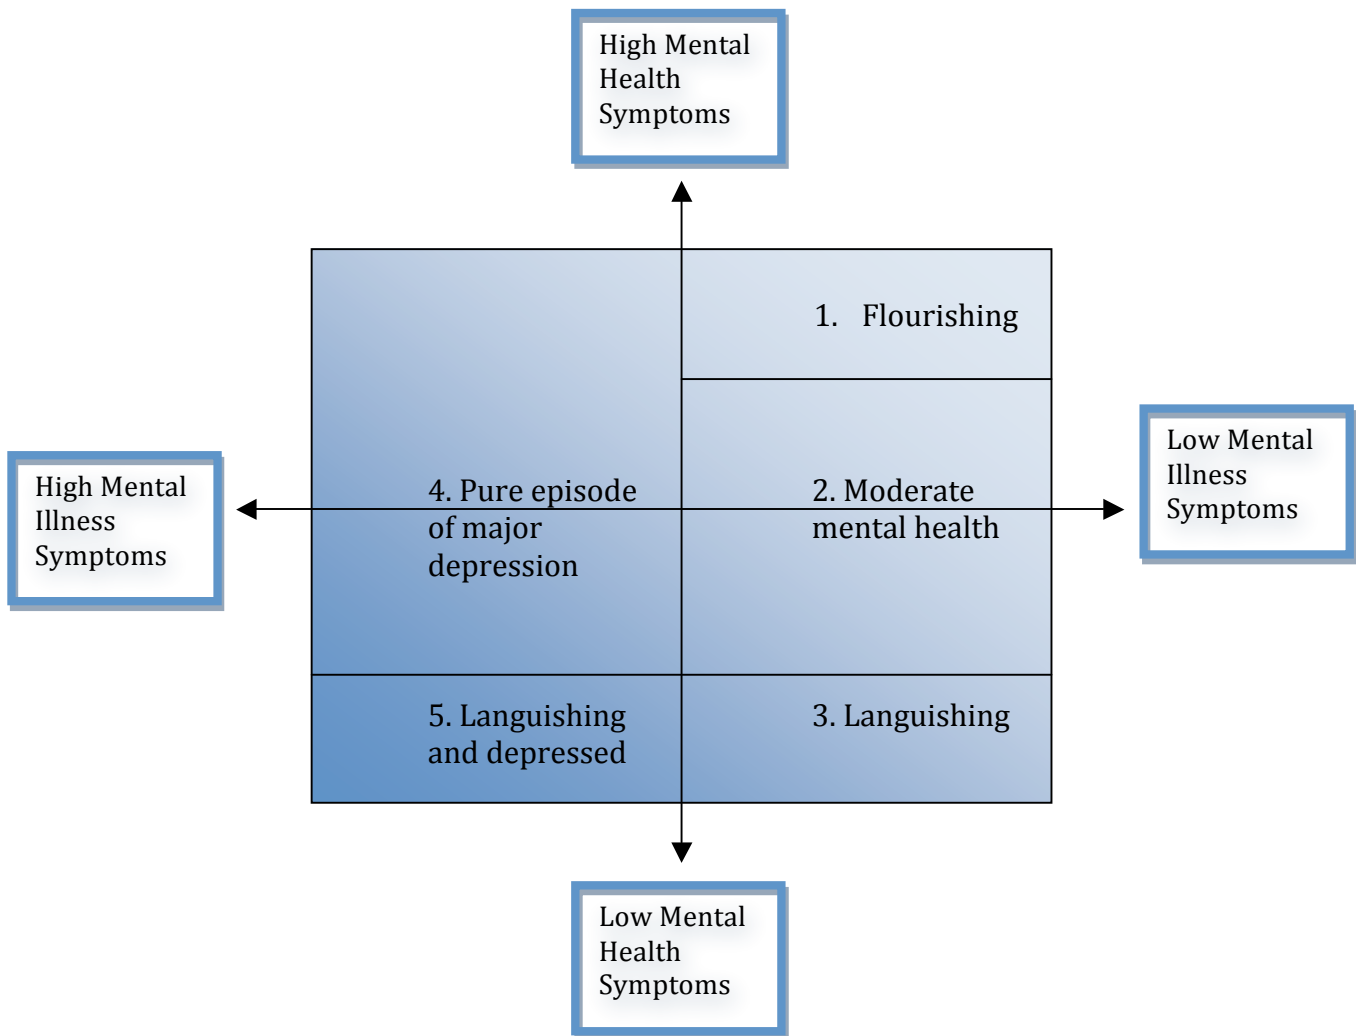 High Mental
Health
Symptoms
1. Flourishing
High Mental
Illness
Symptoms
4. Pure episode
of major
depression
2. Moderate
mental health
Low Mental
Illness
Symptoms
5. Languishing
and depressed
3. Languishing
Low Mental
Health
Symptoms